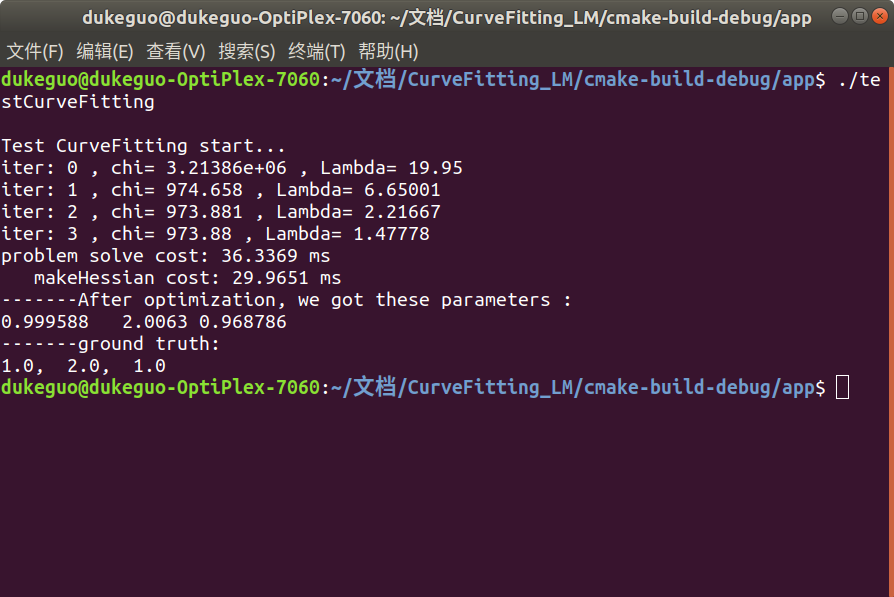 dukeguo@dukeguo-OptiPlex-7060: ~/文档/CurveFitting_LM/cmake-build-debug/app
文件(F) 编辑(E) 查看(V) 搜索(S) 终端(T) 帮助(H)
dukeguo@dukeguo-OptiPlex-7060:~/文档/CurveFitting_LM/cmake-build-debug/app$ ./te
stCurveFitting
Test CurveFitting start...
iter: 0 , chi= 3.21386e+06 , Lambda= 19.95
iter: 1 , chi= 974.658 , Lambda= 6.65001
iter: 2 , chi= 973.881 , Lambda= 2.21667
iter: 3 , chi= 973.88 , Lambda= 1.47778
problem solve cost: 36.3369 ms
   makeHessian cost: 29.9651 ms
-------After optimization, we got these parameters :
0.999588   2.0063 0.968786
-------ground truth:
1.0,  2.0,  1.0
dukeguo@dukeguo-OptiPlex-7060:~/文档/CurveFitting_LM/cmake-build-debug/app$